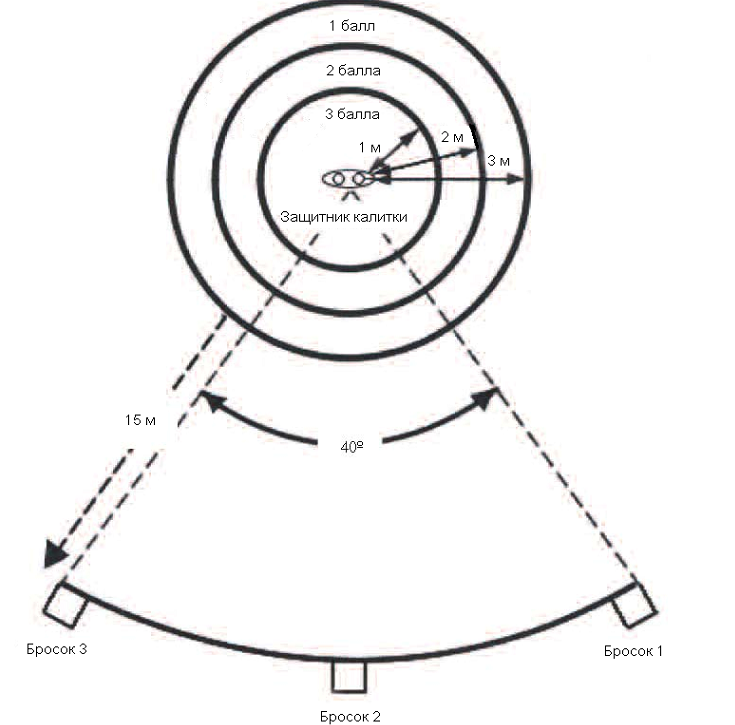 1 балл
2 балла
3 балла
1 м
2 м
3 м
Защитник калитки
15 м
40º
Бросок 3
Бросок 1
Бросок 2